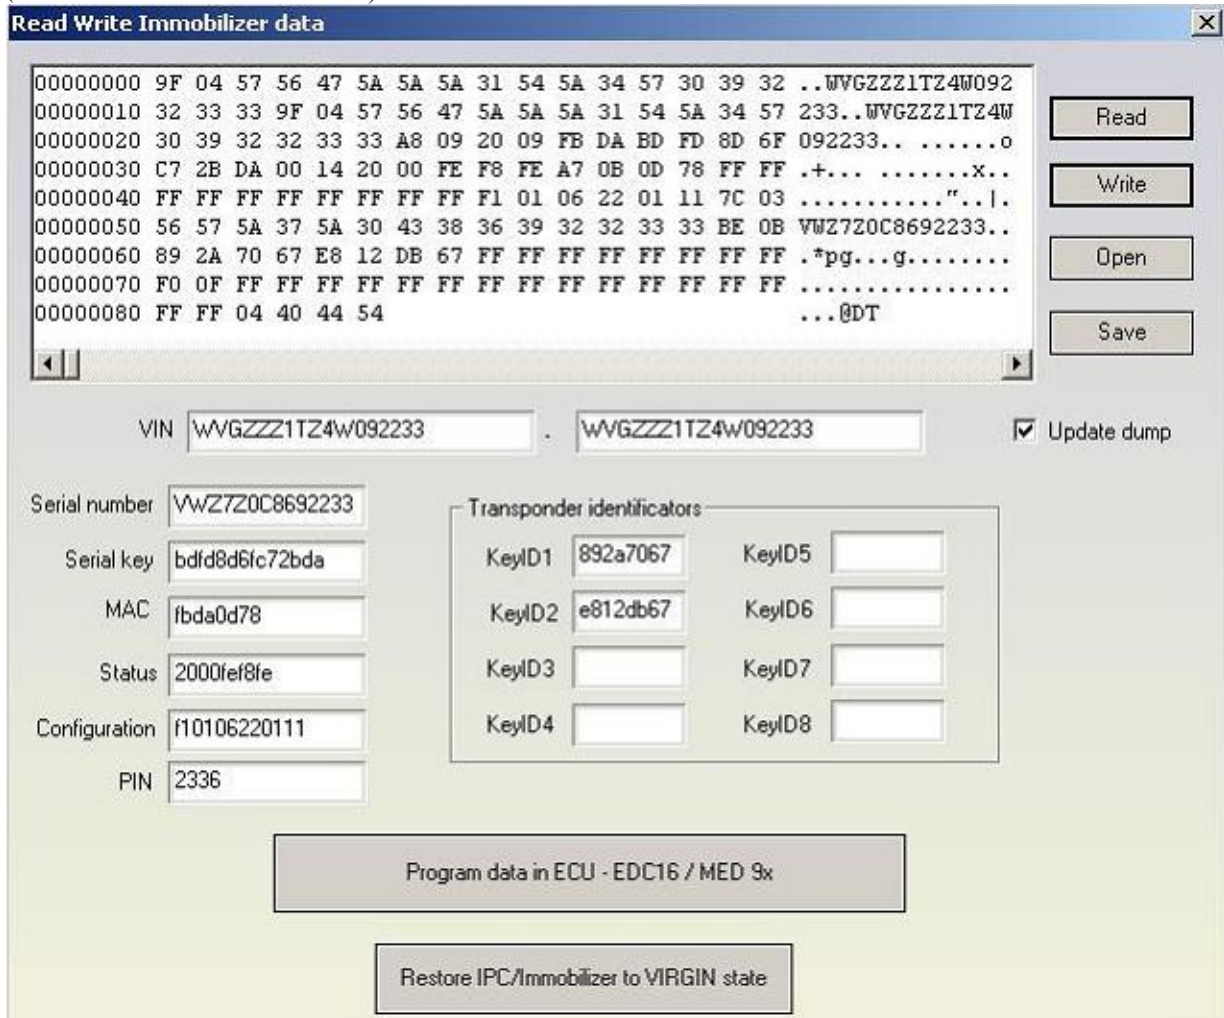 Read Write Immobilizer data
00000000 9F 04 57 56 47 5A 5A 5A 31 54 5A 34 57 30 39 32 ..WVGZZZ1TZ4W092
00000010 32 33 33 9F 04 57 56 47 5A 5A 5A 31 54 5A 34 57 233..WVGZZZ1TZ4W
00000020 30 39 32 32 33 33 A8 09 20 09 FB DA BD FD 8D 6F 092233.. ......o
00000030 C7 2B DA 00 14 20 00 FE F8 FE A7 0B 0D 78 FF FF .+... .......x..
00000040 FF FF FF FF FF FF FF FF F1 01 06 22 01 11 7C 03 ..........."..|.
00000050 56 57 5A 37 5A 30 43 38 36 39 32 32 33 33 BE 0B VWZ7Z0C8692233..
00000060 89 2A 70 67 E8 12 DB 67 FF FF FF FF FF FF FF FF .*pg...g........
00000070 F0 0F FF FF FF FF FF FF FF FF FF FF FF FF FF FF ................
00000080 FF FF 04 40 44 54 ...@DT
Read
Write
Open
Save
VIN WVGZZZ1TZ4W092233 . WVGZZZ1TZ4W092233 Update dump
Serial number VWZ7Z0C8692233
Serial key bdfd8d6fc72bda
MAC fbda0d78
Status 2000fef8fe
Configuration f10106220111
PIN 2336
Transponder identificators
KeyID1 892a7067 KeyID5
KeyID2 e812db67 KeyID6
KeyID3 KeyID7
KeyID4 KeyID8
Program data in ECU - EDC16 / MED 9x
Restore IPC/Immobilizer to VIRGIN state